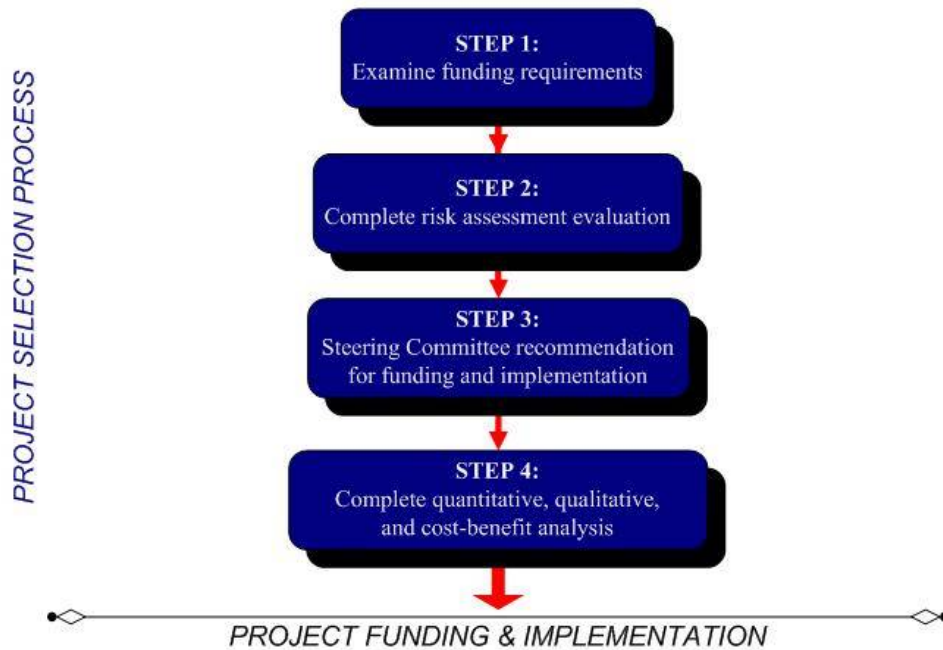 PROJECT SELECTION PROCESS
STEP 1:
Examine funding requirements
STEP 2:
Complete risk assessment evaluation
STEP 3:
Steering Committee recommendation
for funding and implementation
STEP 4:
Complete quantitative, qualitative,
and cost-benefit analysis
PROJECT FUNDING & IMPLEMENTATION